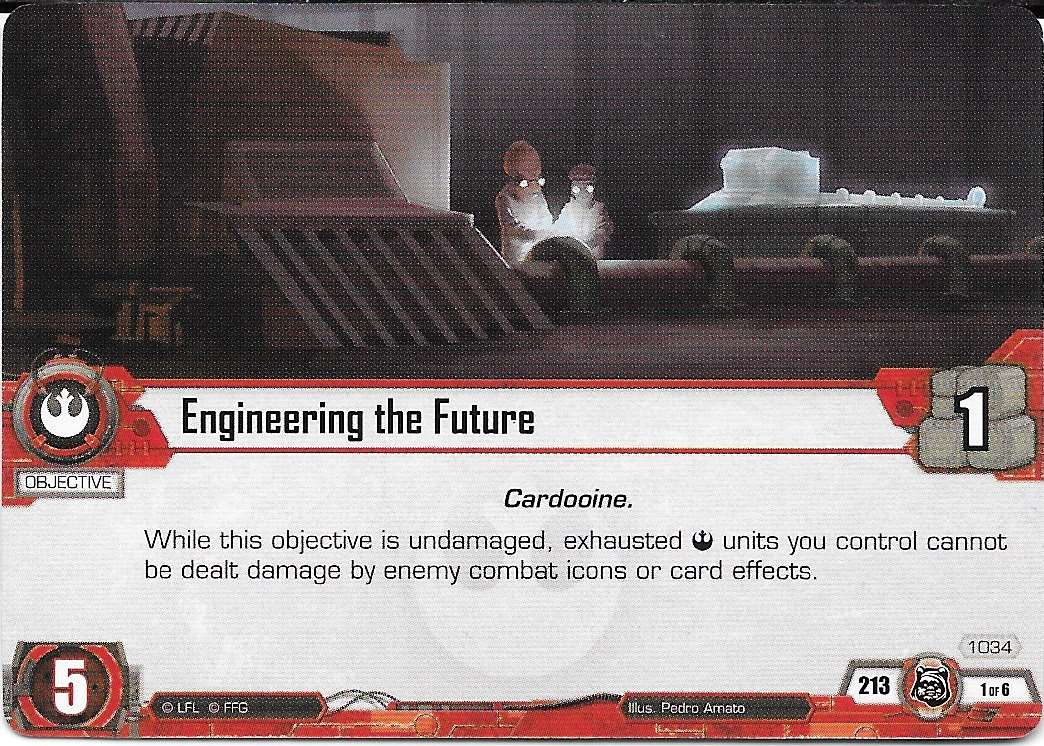 Engineering the Future
1
OBJECTIVE
Cardooine.
While this objective is undamaged, exhausted units you control cannot
be dealt damage by enemy combat icons or card effects.
1034
5
213
1 OF 6
© LFL © FFG
Illus. Pedro Amato